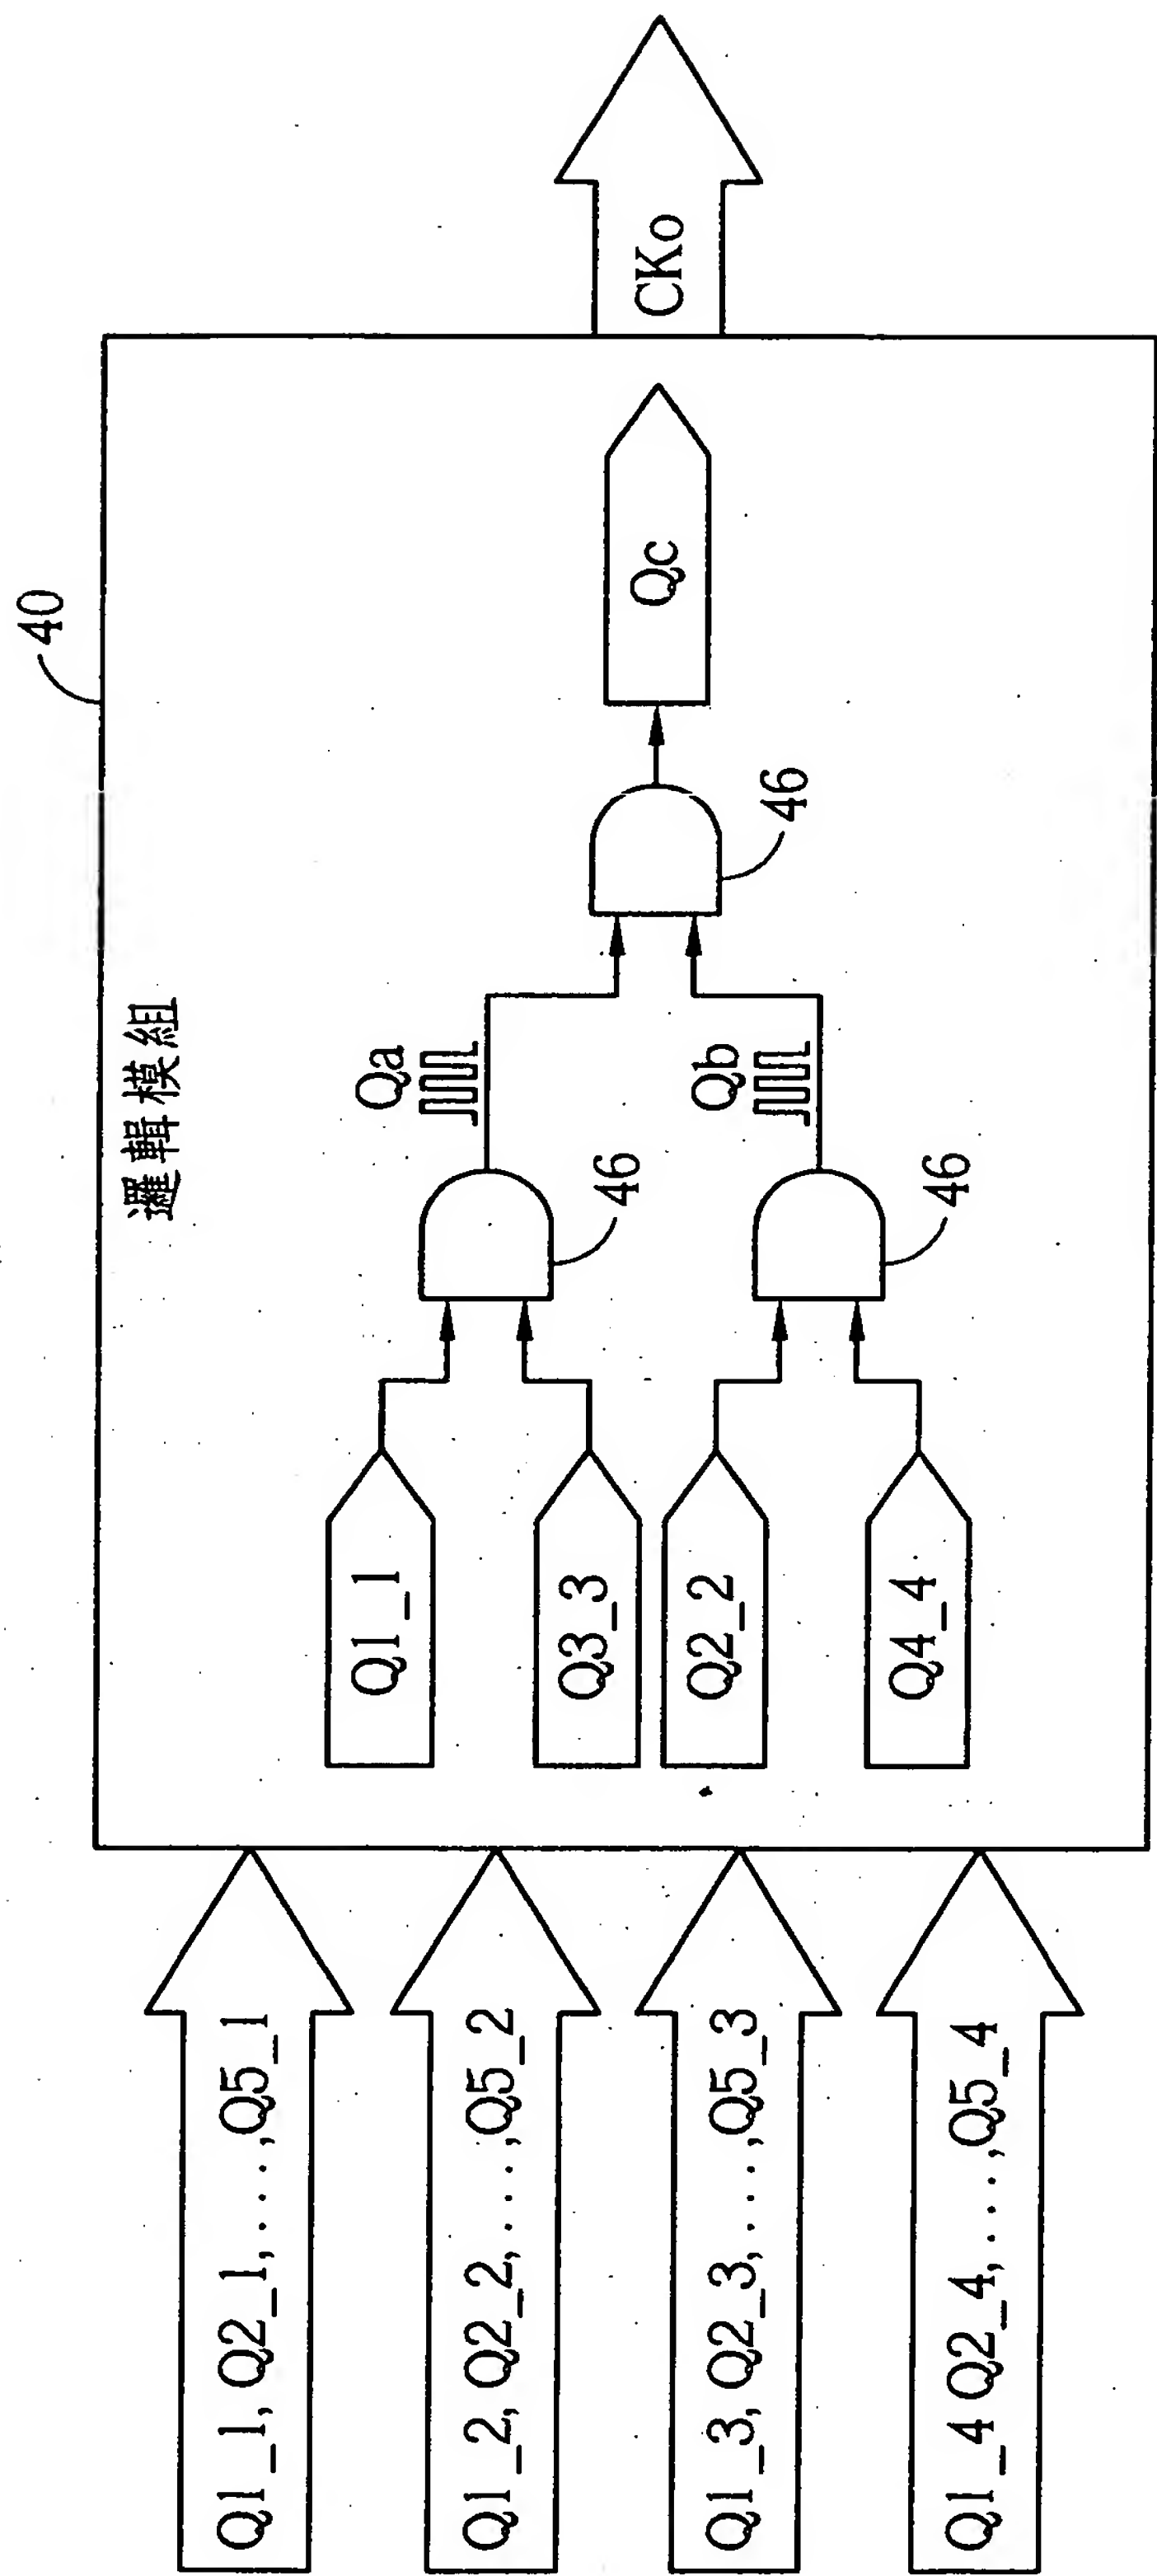 40
邏輯模組
Q1_1, Q2_1,....,Q5_1
Q1_2, Q2_2,....,Q5_2
Q1_3, Q2_3,....,Q5_3
Q1_4 Q2_4,....,Q5_4
Q1_1
Q3_3
Q2_2
Q4_4
46
46
Qa
Qb
46
Qc
CKo